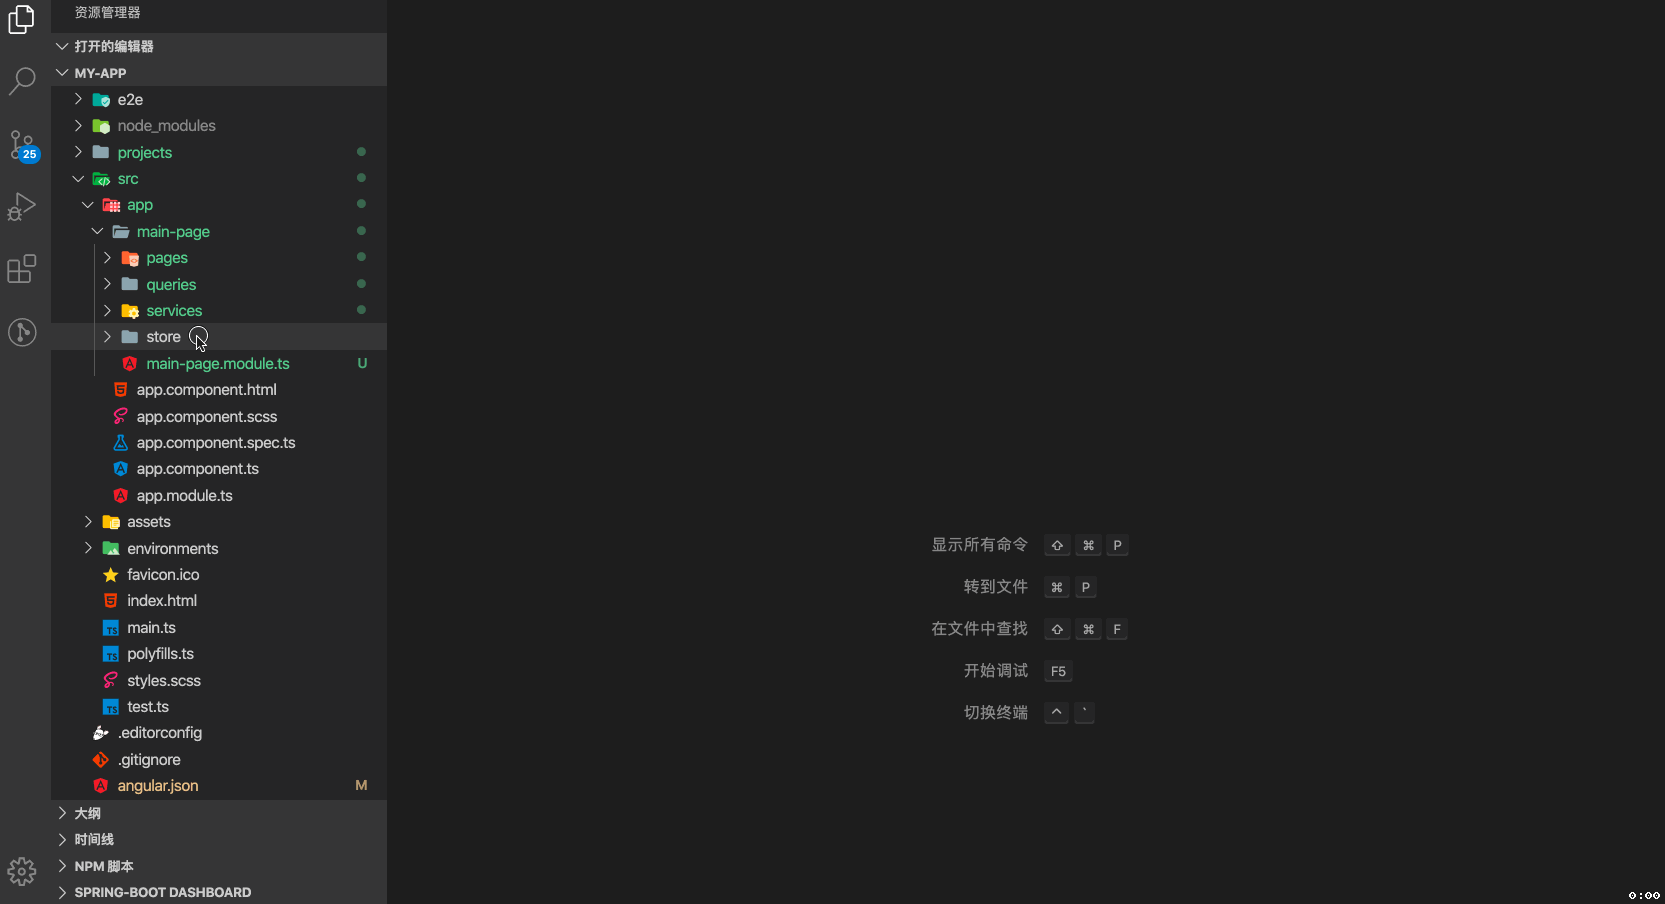 资源管理器
打开的编辑器
MY-APP
e2e
node_modules
projects
src
app
main-page
pages
queries
services
store
main-page.module.ts U
app.component.html
app.component.scss
app.component.spec.ts
app.component.ts
app.module.ts
assets
environments
favicon.ico
index.html
main.ts
polyfills.ts
styles.scss
test.ts
.editorconfig
.gitignore
angular.json M
大纲
时间线
NPM 脚本
SPRING-BOOT DASHBOARD
25
显示所有命令 ⇧ ⌘ P
转到文件 ⌘ P
在文件中查找 ⇧ ⌘ F
开始调试 F5
切换终端 ^ `
0:00